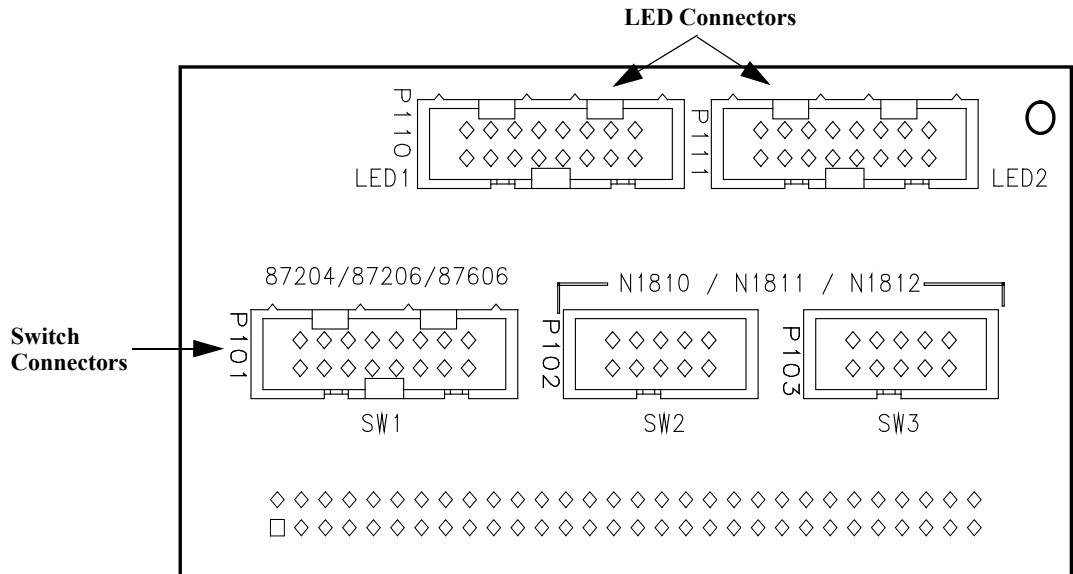 LED Connectors
P110
LED1
P111
LED2
87204/87206/87606
N1810 / N1811 / N1812
Switch
Connectors
P101
SW1
P102
SW2
P103
SW3